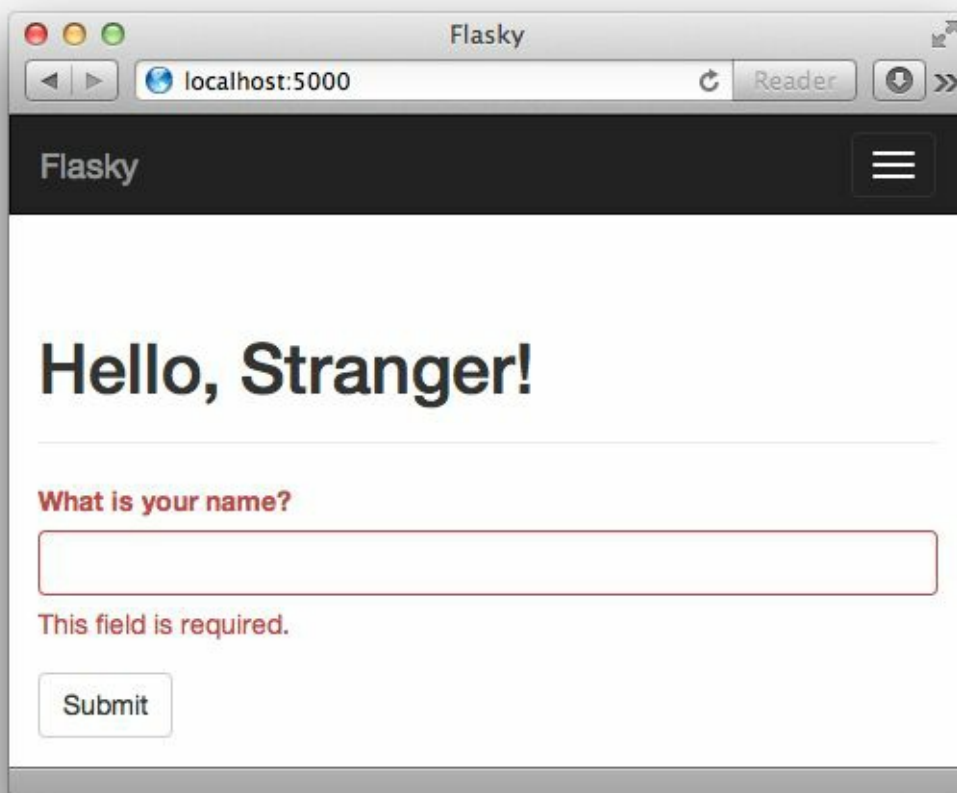 Flasky
localhost:5000
Reader
Flasky
Hello, Stranger!
What is your name?
This field is required.
Submit